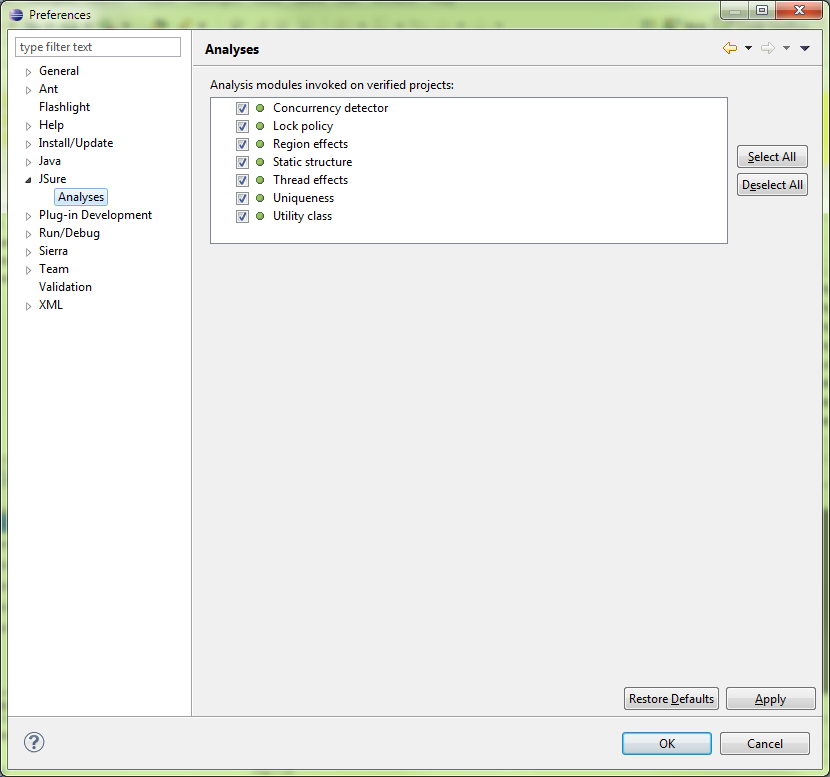 Preferences
type filter text
General
Ant
Flashlight
Help
Install/Update
Java
JSure
Analyses
Plug-in Development
Run/Debug
Sierra
Team
Validation
XML
Analyses
Analysis modules invoked on verified projects:
Concurrency detector
Lock policy
Region effects
Static structure
Thread effects
Uniqueness
Utility class
Select All
Deselect All
Restore Defaults
Apply
?
OK
Cancel